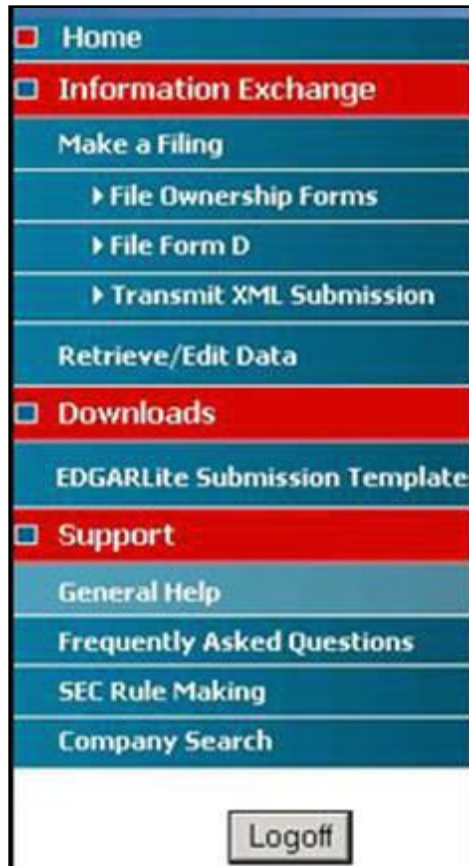 Home
Information Exchange
Make a Filing
File Ownership Forms
File Form D
Transmit XML Submission
Retrieve/Edit Data
Downloads
EDGARLite Submission Template
Support
General Help
Frequently Asked Questions
SEC Rule Making
Company Search
Logoff